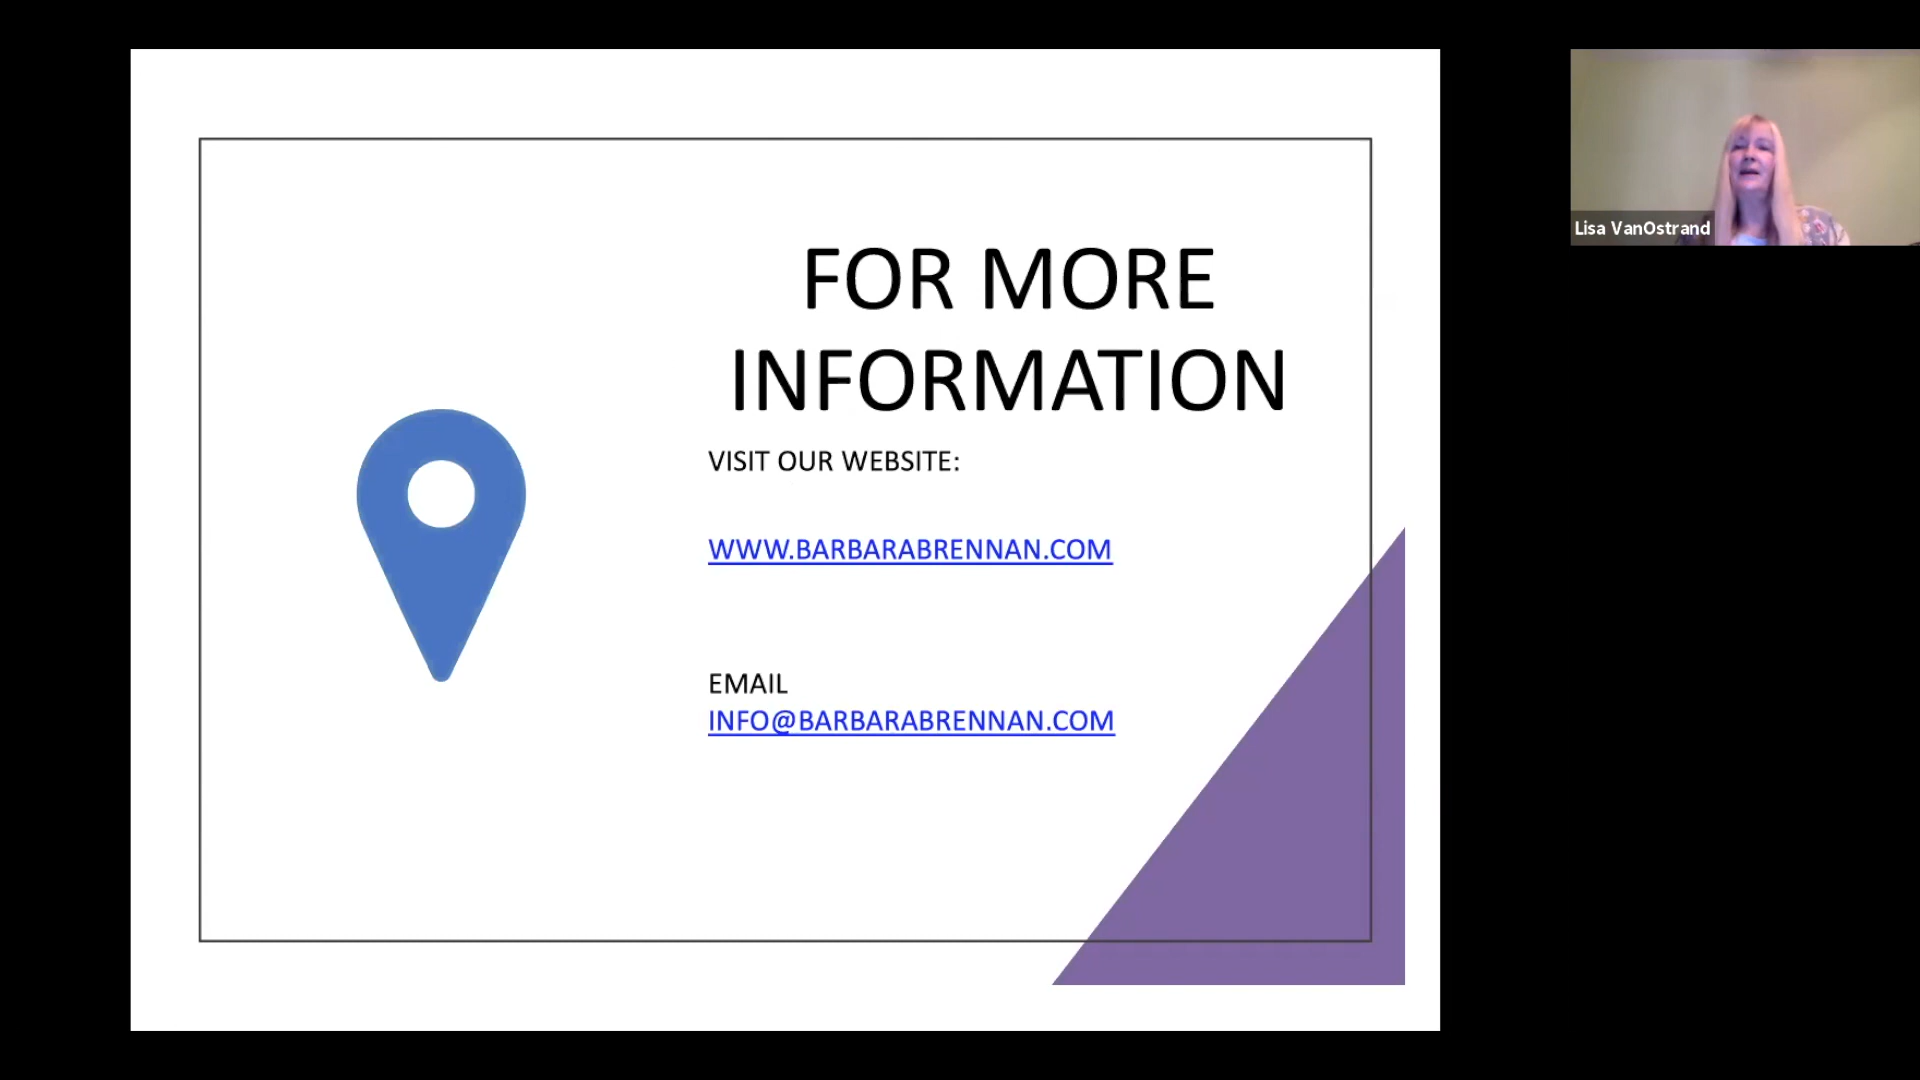 FOR MORE
INFORMATION
VISIT OUR WEBSITE:
WWW.BARBARABRENNAN.COM
EMAIL
INFO@BARBARABRENNAN.COM
Lisa VanOstrand